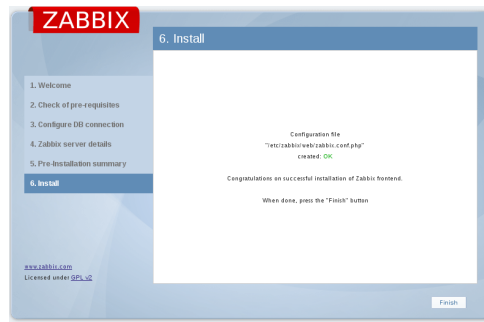 ZABBIX
6. Install
1. Welcome
2. Check of pre-requisites
3. Configure DB connection
4. Zabbix server details
5. Pre-Installation summary
6. Install
Configuration file
"/etc/zabbix/web/zabbix.conf.php"
created: OK
Congratulations on successful installation of Zabbix frontend.
When done, press the "Finish" button
www.zabbix.com
Licensed under GPL v2
Finish